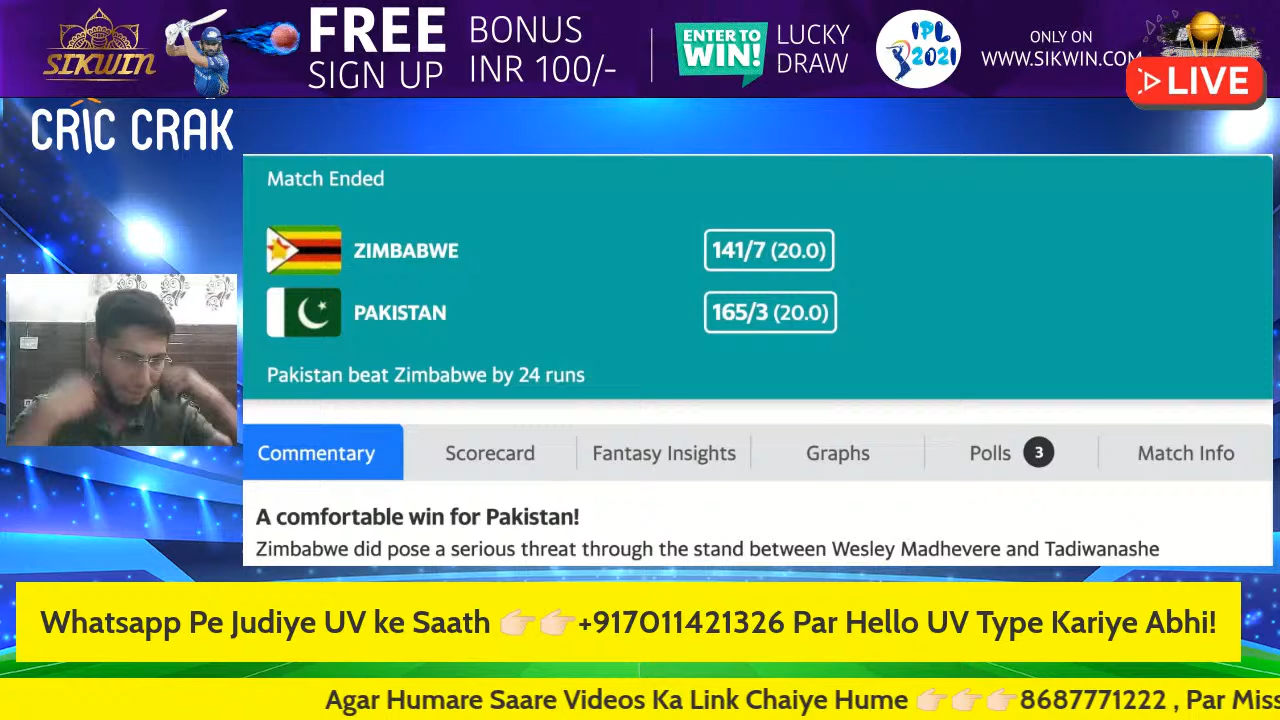 SIKWIN
FREE
SIGN UP
BONUS
INR 100/-
ENTER TO
WIN!
LUCKY
DRAW
IPL
2021
ONLY ON
WWW.SIKWIN.COM
LIVE
CRIC CRAK
Match Ended
ZIMBABWE 141/7 (20.0)
PAKISTAN 165/3 (20.0)
Pakistan beat Zimbabwe by 24 runs
Commentary Scorecard Fantasy Insights Graphs Polls 3 Match Info
A comfortable win for Pakistan!
Zimbabwe did pose a serious threat through the stand between Wesley Madhevere and Tadiwanashe
Whatsapp Pe Judiye UV ke Saath 👉🏻👉🏻+917011421326 Par Hello UV Type Kariye Abhi!
Agar Humare Saare Videos Ka Link Chaiye Hume 👉🏻👉🏻👉🏻8687771222 , Par Miss